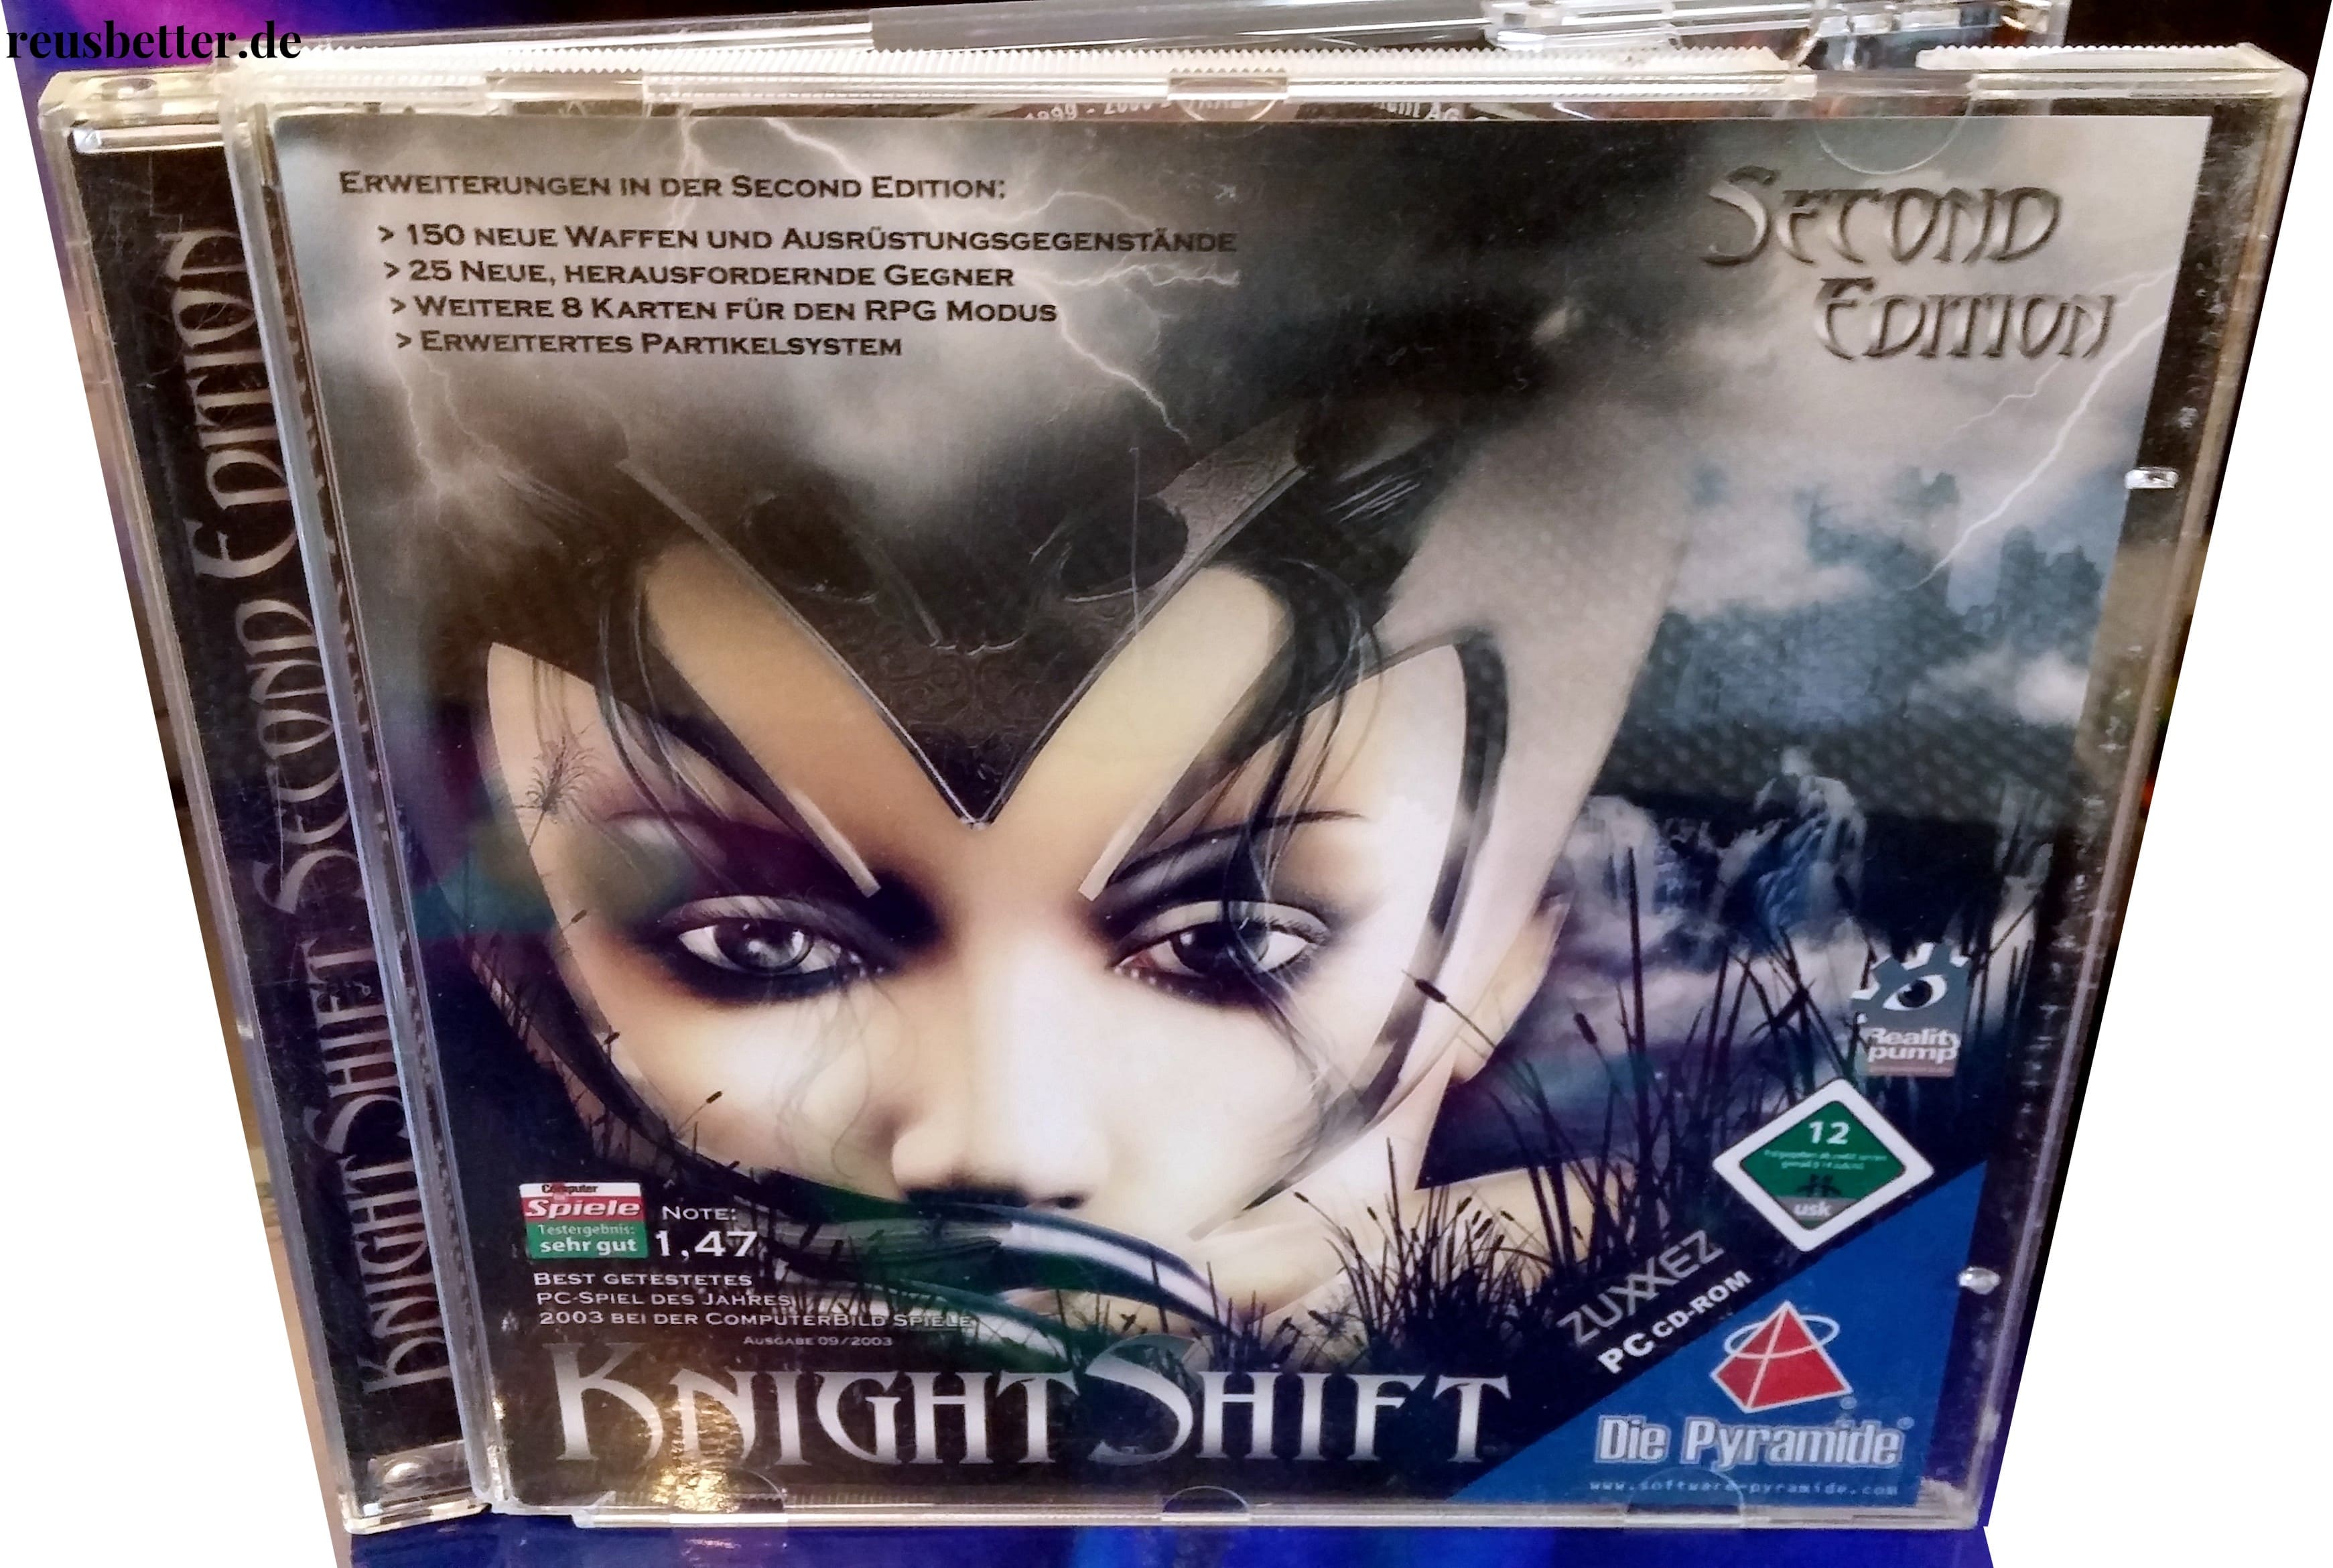 reusbetter.de
Erweiterungen in der Second Edition:
> 150 neue Waffen und Ausrüstungsgegenstände
> 25 Neue, herausfordernde Gegner
> Weitere 8 Karten für den RPG Modus
> Erweitertes Partikelsystem
Second
Edition
KnightShift Second Edition
Reality
pump
12
usk
Computer
Spiele
Testergebnis:
sehr gut
Note:
1,47
Best getestetes
PC-Spiel des Jahres
2003 bei der ComputerBild Spiele
Ausgabe 09/2003
KnightShift
ZUXXEZ
PC CD-ROM
Die Pyramide®
www.software-pyramide.com